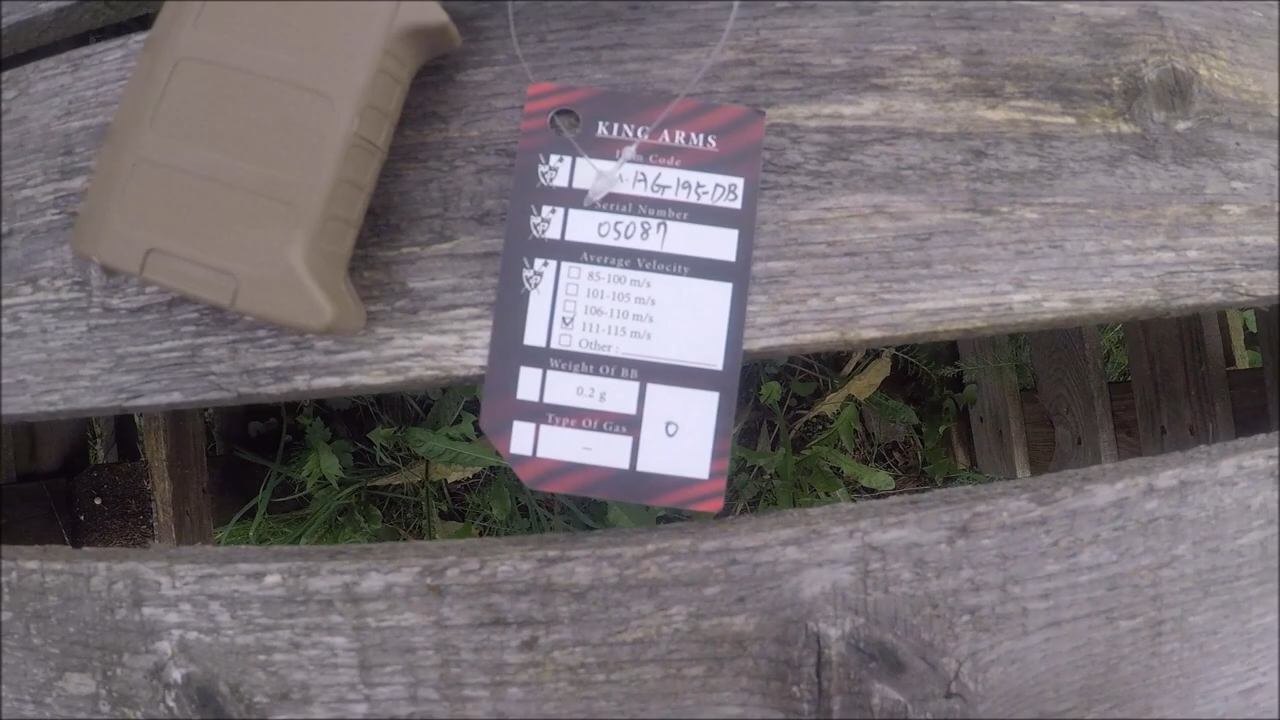 KING ARMS
Item Code
AG195-DB
Serial Number
05087
Average Velocity
85-100 m/s
101-105 m/s
106-110 m/s
111-115 m/s
Other :
Weight Of BB
0.2 g
Type Of Gas
—
0